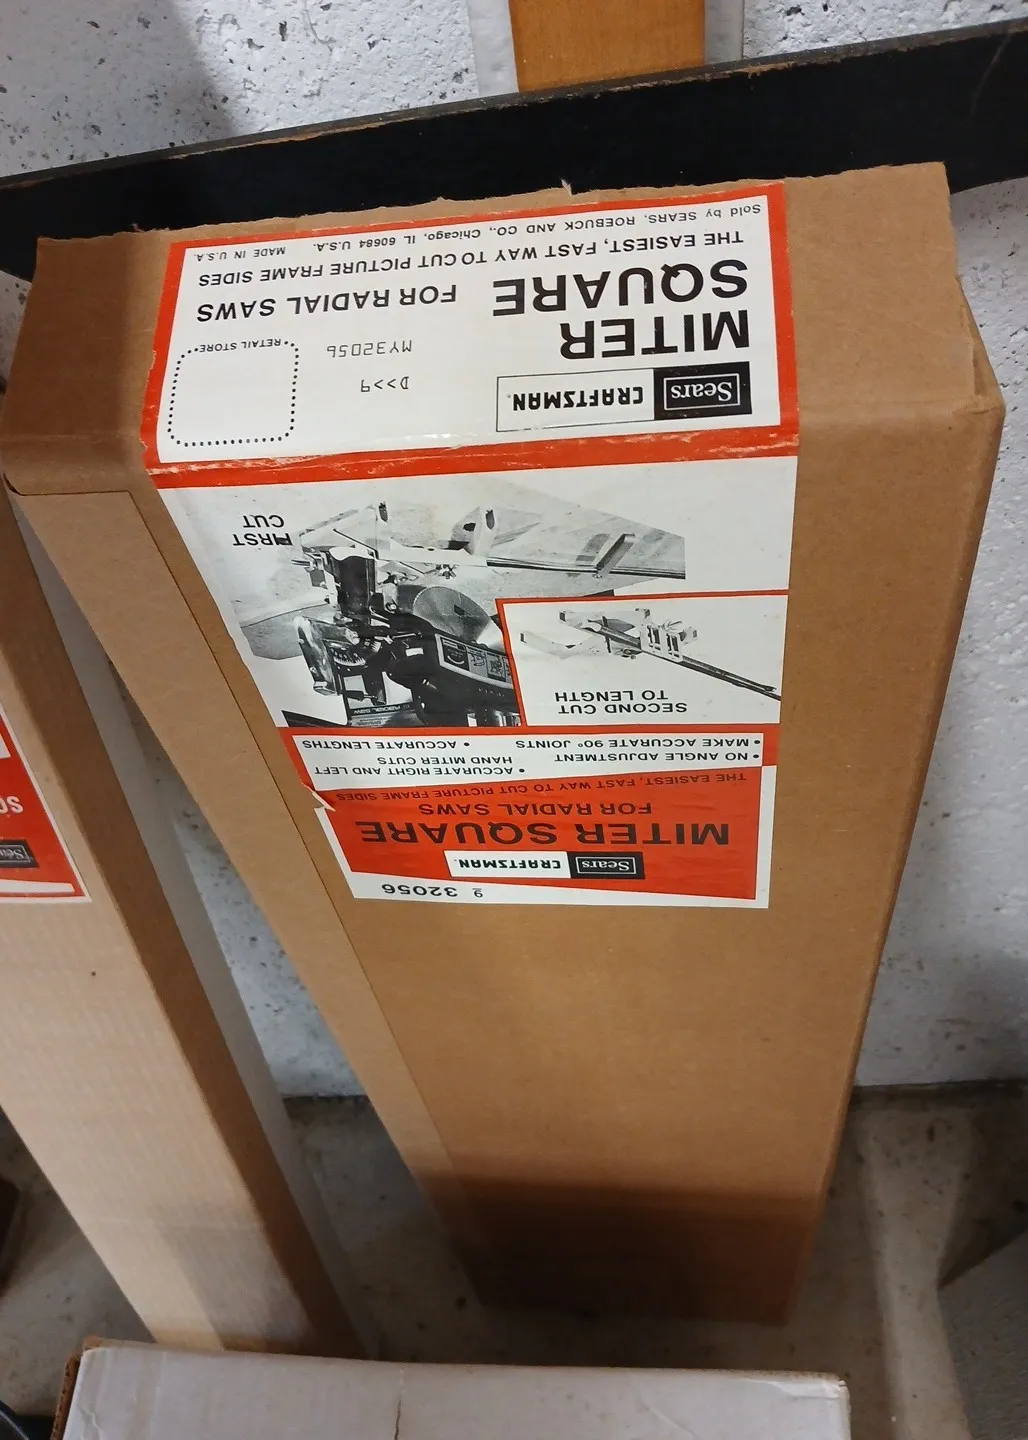 9 32056
Sears CRAFTSMAN.
MITER SQUARE
FOR RADIAL SAWS
THE EASIEST, FAST WAY TO CUT PICTURE FRAME SIDES
• NO ANGLE ADJUSTMENT
• MAKE ACCURATE 90° JOINTS
• ACCURATE RIGHT AND LEFT
HAND MITER CUTS
• ACCURATE LENGTHS
SECOND CUT
TO LENGTH
FIRST
CUT
Sears CRAFTSMAN
D>>9
MY32056
RETAIL STORE
MITER
SQUARE FOR RADIAL SAWS
THE EASIEST, FAST WAY TO CUT PICTURE FRAME SIDES
Sold by SEARS, ROEBUCK AND CO., Chicago, IL 60684 U.S.A. MADE IN U.S.A.
Sears